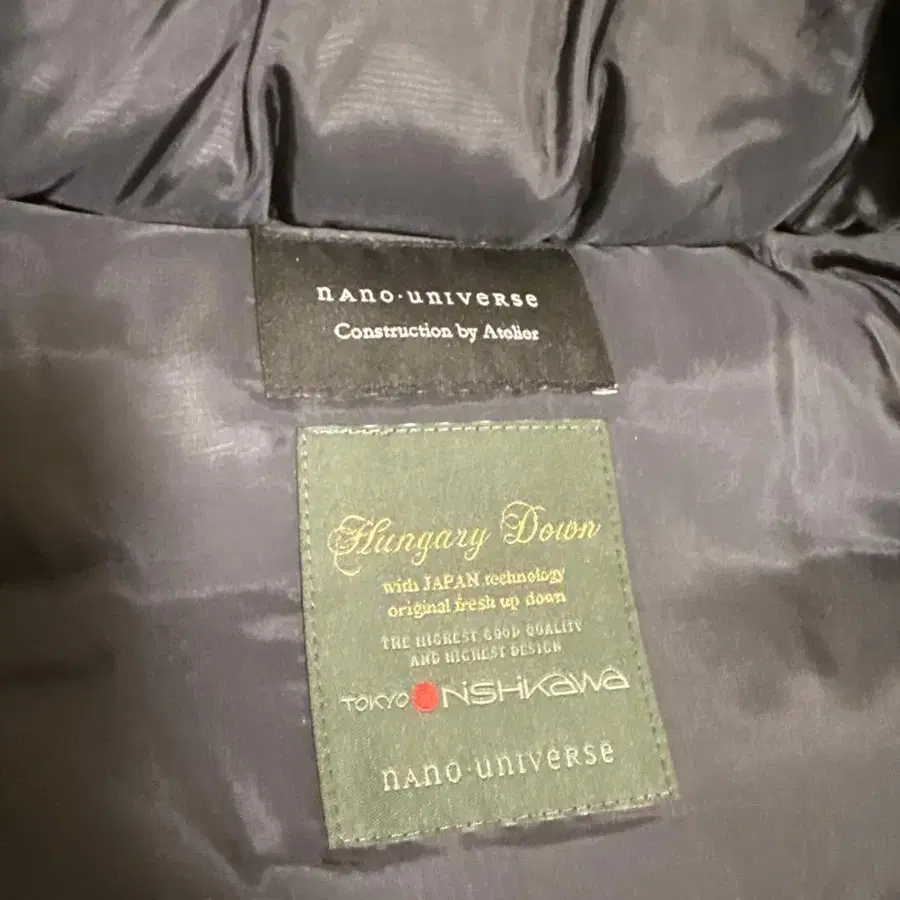 nano·universe
Construction by Atelier
Hungary Down
with JAPAN technology
original fresh up down
THE HIGHEST GOOD QUALITY
AND HIGHEST DESIGN
TOKYO NiSHiKaWa
nano·universe